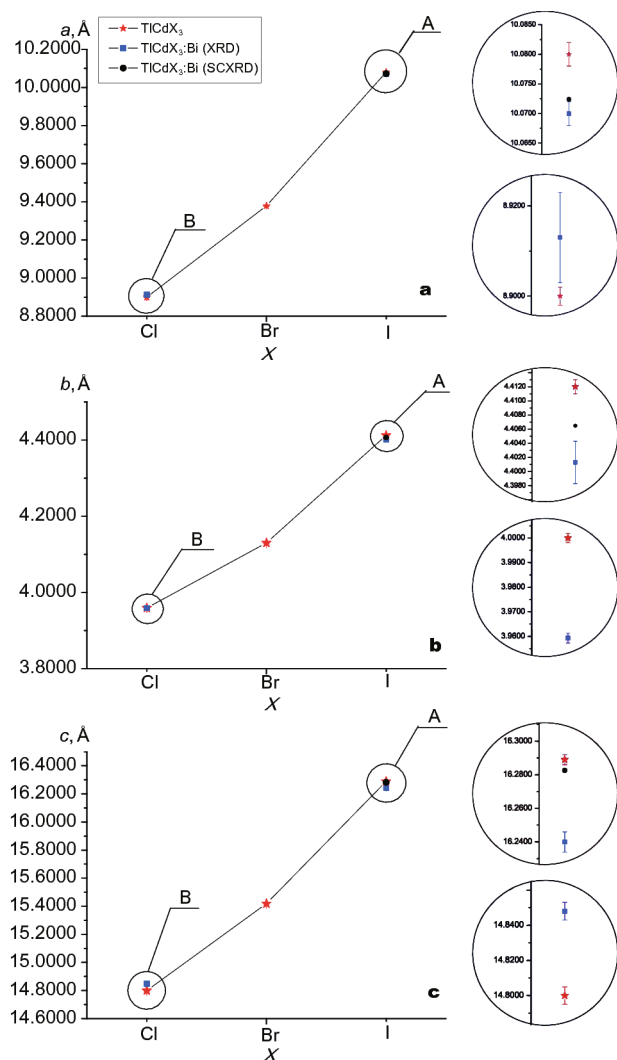 a, Å
TlCdX₃
TlCdX₃:Bi (XRD)
TlCdX₃:Bi (SCXRD)
10.2000
10.0000
9.8000
9.6000
9.4000
9.2000
9.0000
8.8000
A
B
a
Cl Br I
X
10.0850
10.0800
10.0750
10.0700
10.0650
8.9200
8.9000
b, Å
4.4000
4.2000
4.0000
3.8000
A
B
b
Cl Br I
X
4.4120
4.4100
4.4080
4.4060
4.4040
4.4020
4.4000
4.3980
4.0000
3.9900
3.9800
3.9700
3.9600
c, Å
16.4000
16.2000
16.0000
15.8000
15.6000
15.4000
15.2000
15.0000
14.8000
14.6000
A
B
c
Cl Br I
X
16.3000
16.2800
16.2600
16.2400
14.8400
14.8200
14.8000